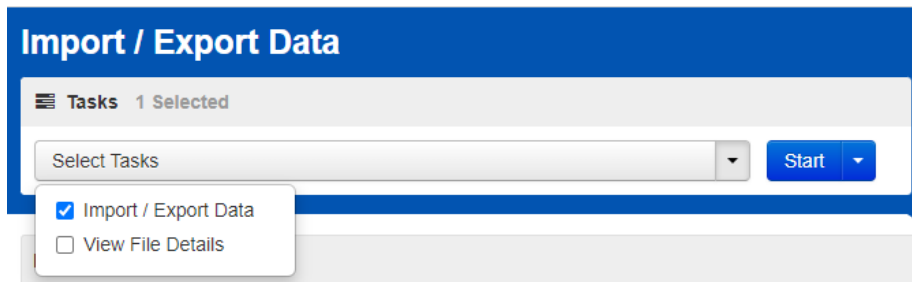 Import / Export Data
Tasks 1 Selected
Select Tasks
Start
Import / Export Data
View File Details